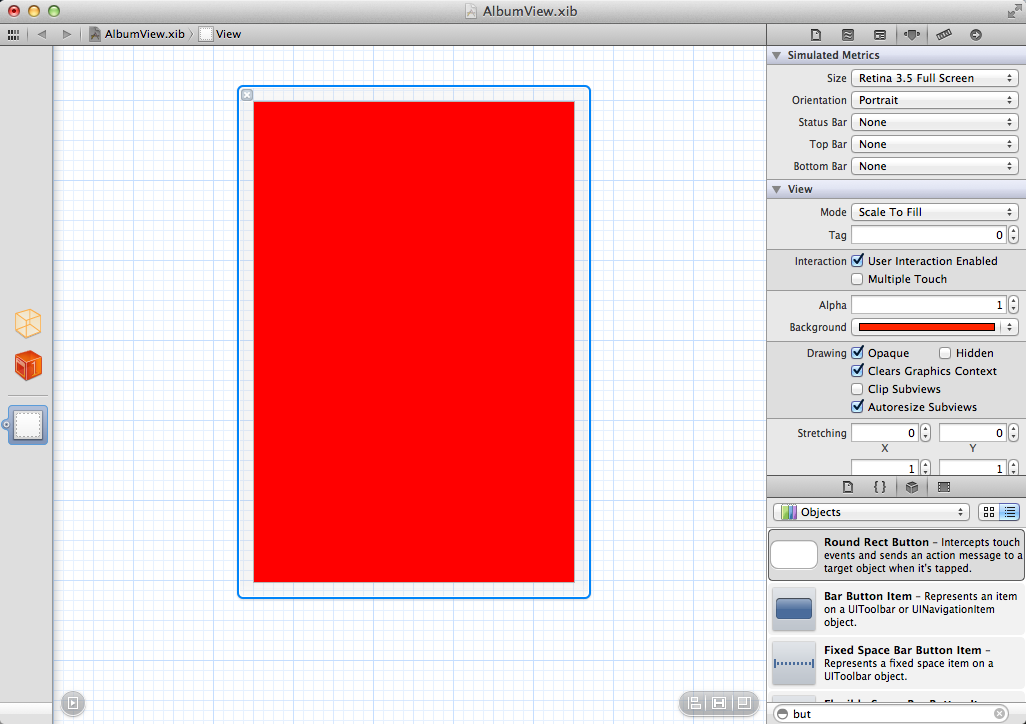 AlbumView.xib
AlbumView.xib
View
Simulated Metrics
Size Retina 3.5 Full Screen
Orientation Portrait
Status Bar None
Top Bar None
Bottom Bar None
View
Mode Scale To Fill
Tag 0
Interaction User Interaction Enabled
Multiple Touch
Alpha 1
Background
Drawing Opaque Hidden
Clears Graphics Context
Clip Subviews
Autoresize Subviews
Stretching 0 0
X Y
1 1
{ }
Objects
Round Rect Button – Intercepts touch
events and sends an action message to a
target object when it's tapped.
Bar Button Item – Represents an item
on a UIToolbar or UINavigationItem
object.
Fixed Space Bar Button Item –
Represents a fixed space item on a
UIToolbar object.
but